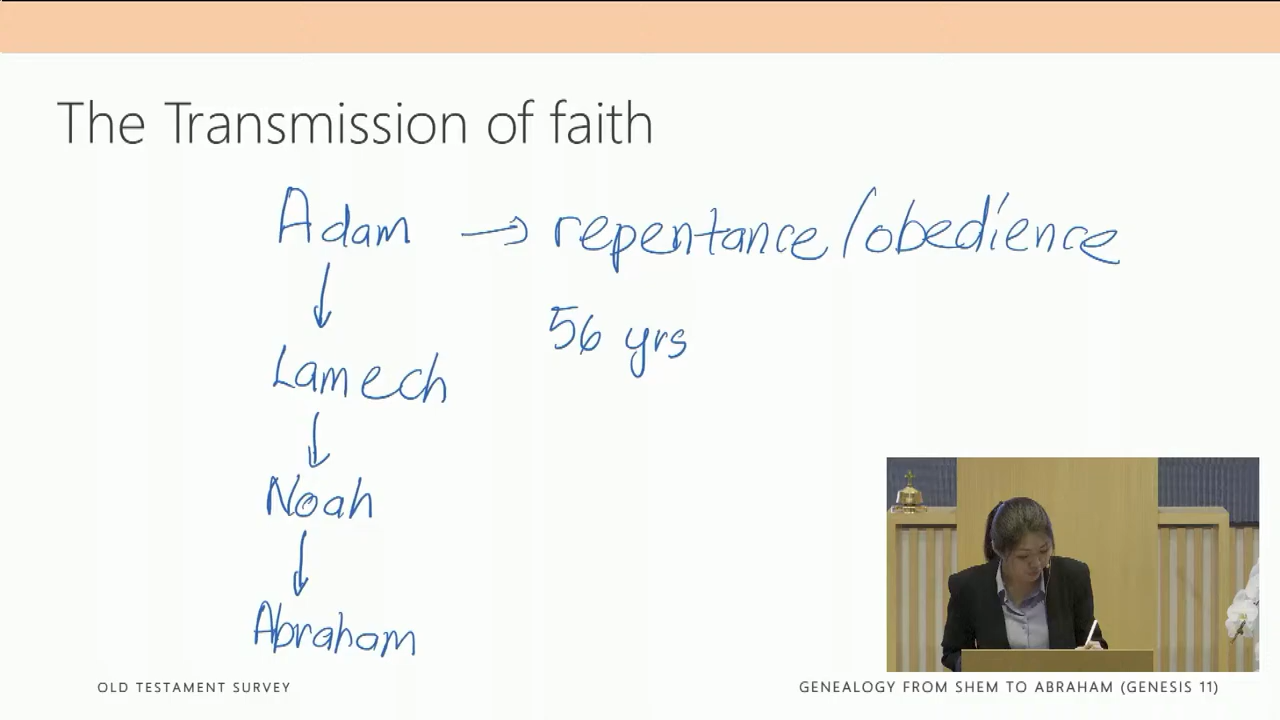 The Transmission of faith
Adam → repentance/obedience
↓
56 yrs
Lamech
↓
Noah
↓
Abraham
OLD TESTAMENT SURVEY
GENEALOGY FROM SHEM TO ABRAHAM (GENESIS 11)